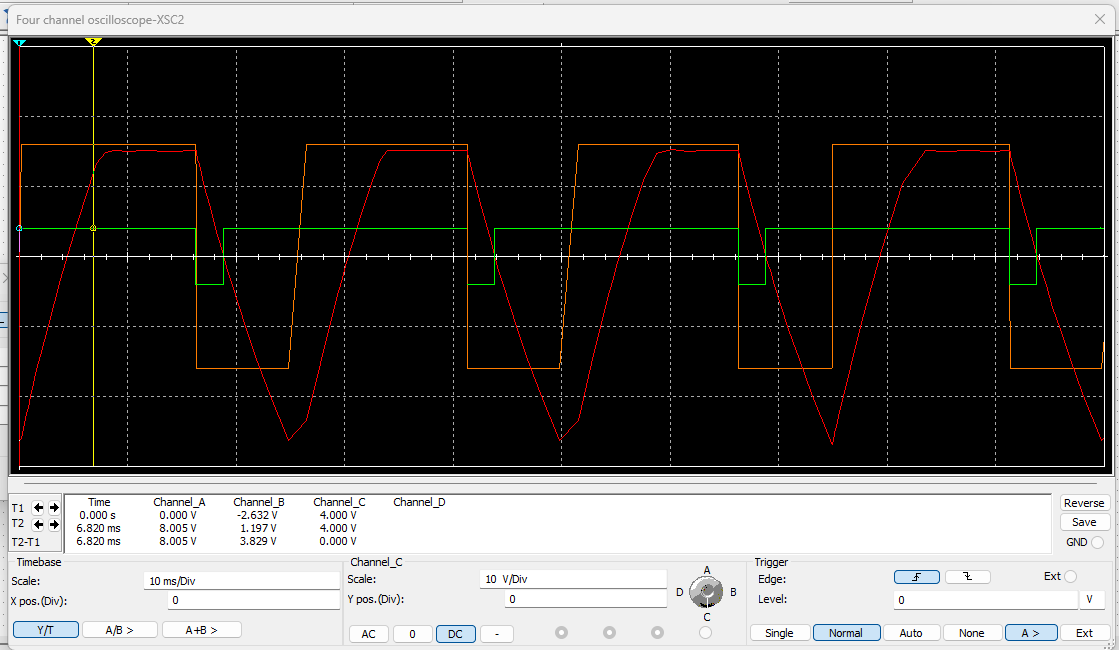 Four channel oscilloscope-XSC2
1 2
Time Channel_A Channel_B Channel_C Channel_D
T1 0.000 s 0.000 V -2.632 V 4.000 V
T2 6.820 ms 8.005 V 1.197 V 4.000 V
T2-T1 6.820 ms 8.005 V 3.829 V 0.000 V
Reverse
Save
GND
Timebase
Scale: 10 ms/Div
X pos.(Div): 0
Y/T A/B > A+B >
Channel_C
Scale: 10 V/Div
Y pos.(Div): 0
AC 0 DC -
A
D B
C
Trigger
Edge: Ext
Level: 0 V
Single Normal Auto None A > Ext